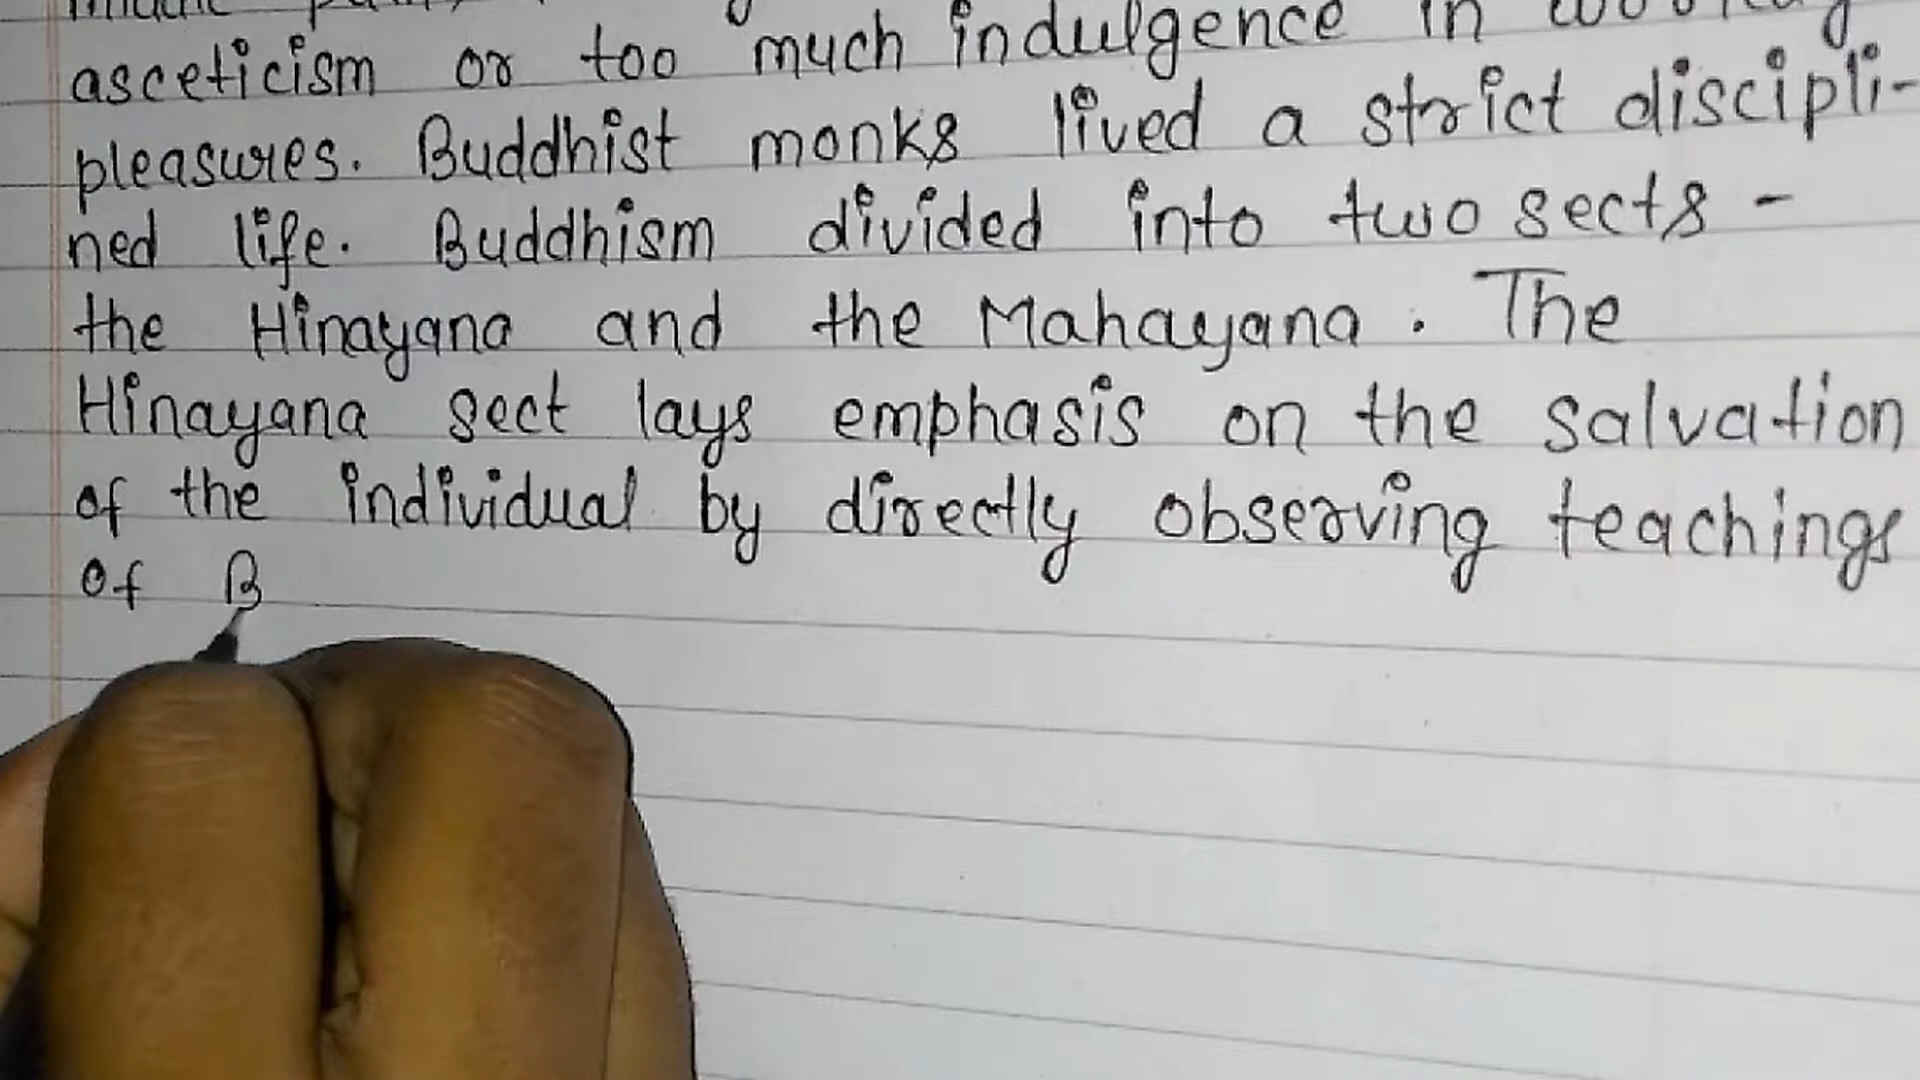 asceticism or too much indulgence in
pleasures. Buddhist monks lived a strict discipli-
ned life. Buddhism divided into two sects -
the Hinayana and the Mahayana. The
Hinayana sect lays emphasis on the salvation
of the individual by directly observing teachings
of B